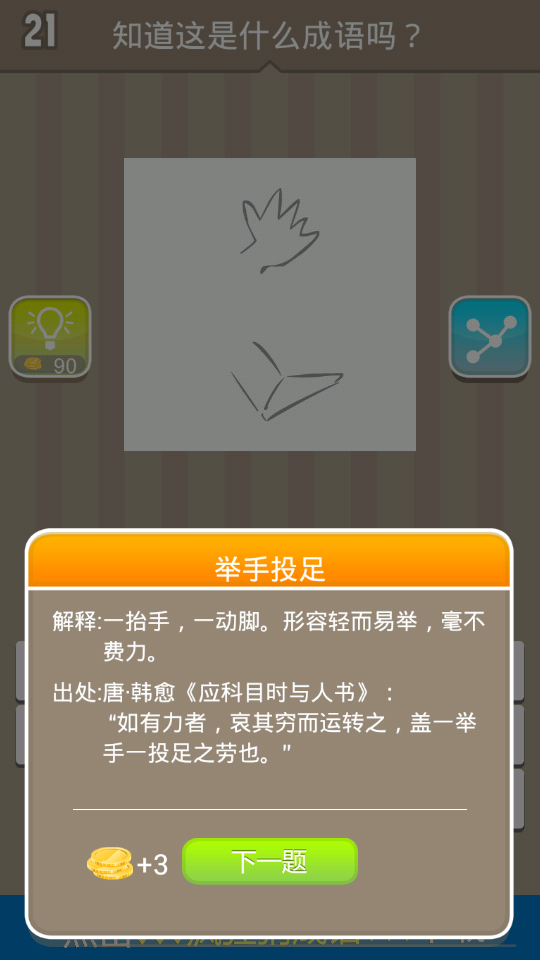 21
知道这是什么成语吗？
90
举手投足
解释:一抬手，一动脚。形容轻而易举，毫不
费力。
出处:唐·韩愈《应科目时与人书》：
“如有力者，哀其穷而运转之，盖一举
手一投足之劳也。”
+3
下一题